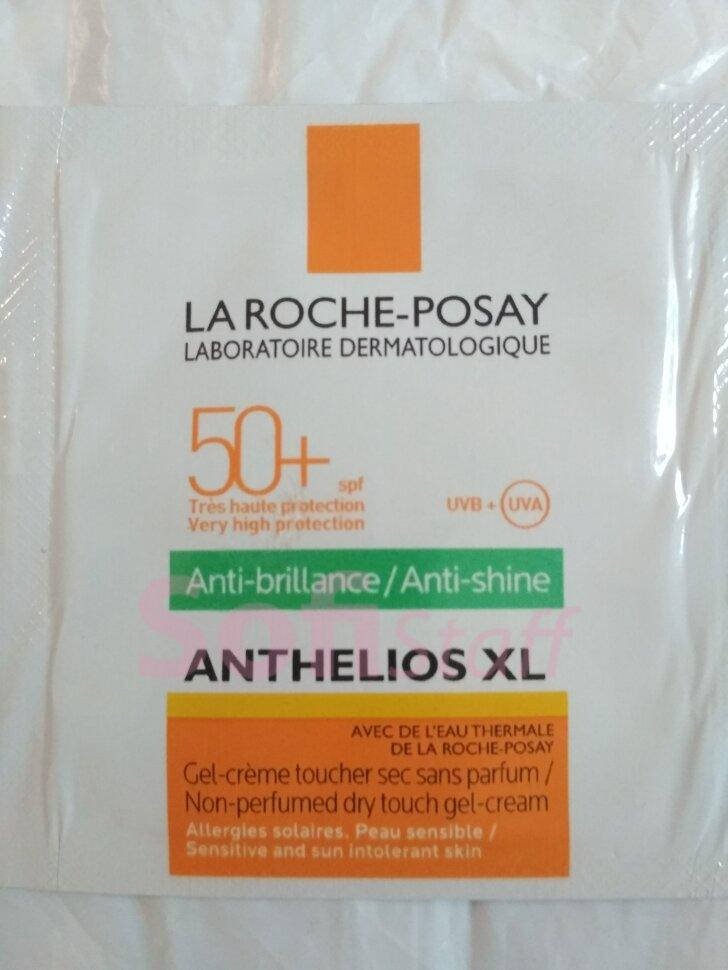 LA ROCHE-POSAY
LABORATOIRE DERMATOLOGIQUE
50+ spf
Très haute protection
Very high protection
UVB + UVA
Anti-brillance / Anti-shine
Sofi Staff
ANTHELIOS XL
AVEC DE L'EAU THERMALE
DE LA ROCHE-POSAY
Gel-crème toucher sec sans parfum /
Non-perfumed dry touch gel-cream
Allergies solaires. Peau sensible /
Sensitive and sun intolerant skin